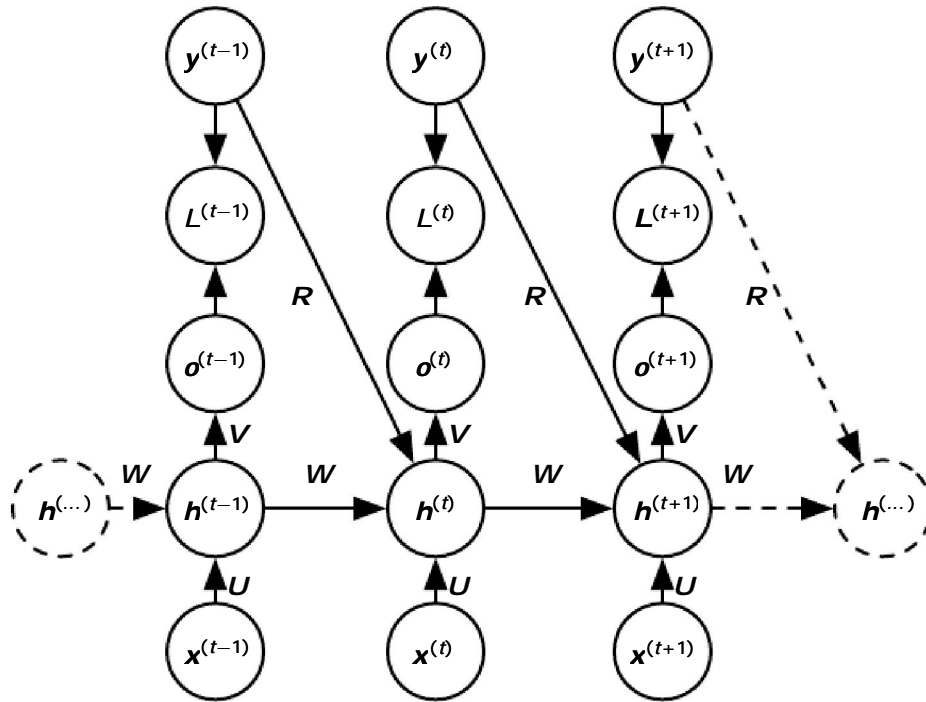 y^(t−1) y^(t) y^(t+1)
L^(t−1) L^(t) L^(t+1)
R R R
o^(t−1) o^(t) o^(t+1)
V V V
W W W W
h^(...) h^(t−1) h^(t) h^(t+1) h^(...)
U U U
x^(t−1) x^(t) x^(t+1)